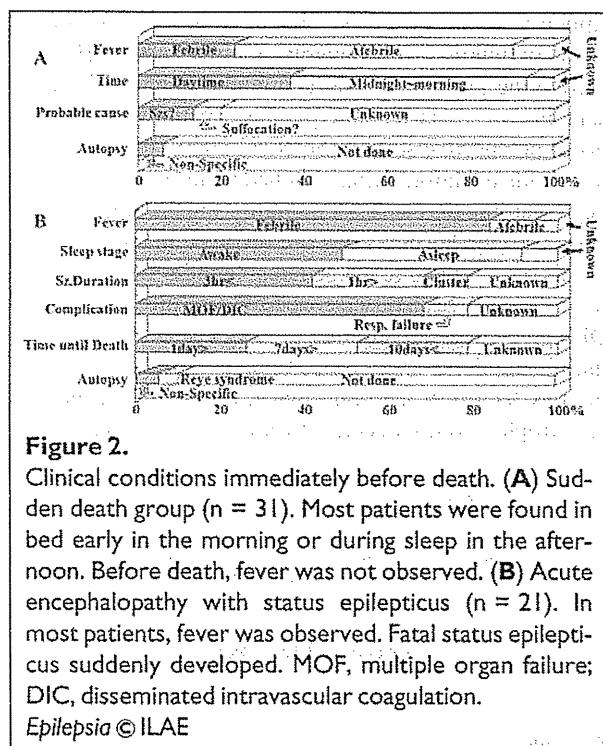 A
Fever Febrile Afebrile Unknown
Time Daytime Midnight~morning
Probable cause Szs? Unknown
Suffocation?
Autopsy Not done
Non-Specific
0 20 40 60 80 100%
B
Fever Febrile Afebrile Unknown
Sleep stage Awake Asleep
Sz.Duration 3hr< 1hr> Cluster Unknown
Complication MOF/DIC Unknown
Resp. failure
Time until Death 1day> 7days> 10days< Unknown
Autopsy Reye syndrome Not done
Non-Specific
0 20 40 60 80 100%
Figure 2.
Clinical conditions immediately before death. (A) Sud-
den death group (n = 31). Most patients were found in
bed early in the morning or during sleep in the after-
noon. Before death, fever was not observed. (B) Acute
encephalopathy with status epilepticus (n = 21). In
most patients, fever was observed. Fatal status epilepti-
cus suddenly developed. MOF, multiple organ failure;
DIC, disseminated intravascular coagulation.
Epilepsia © ILAE